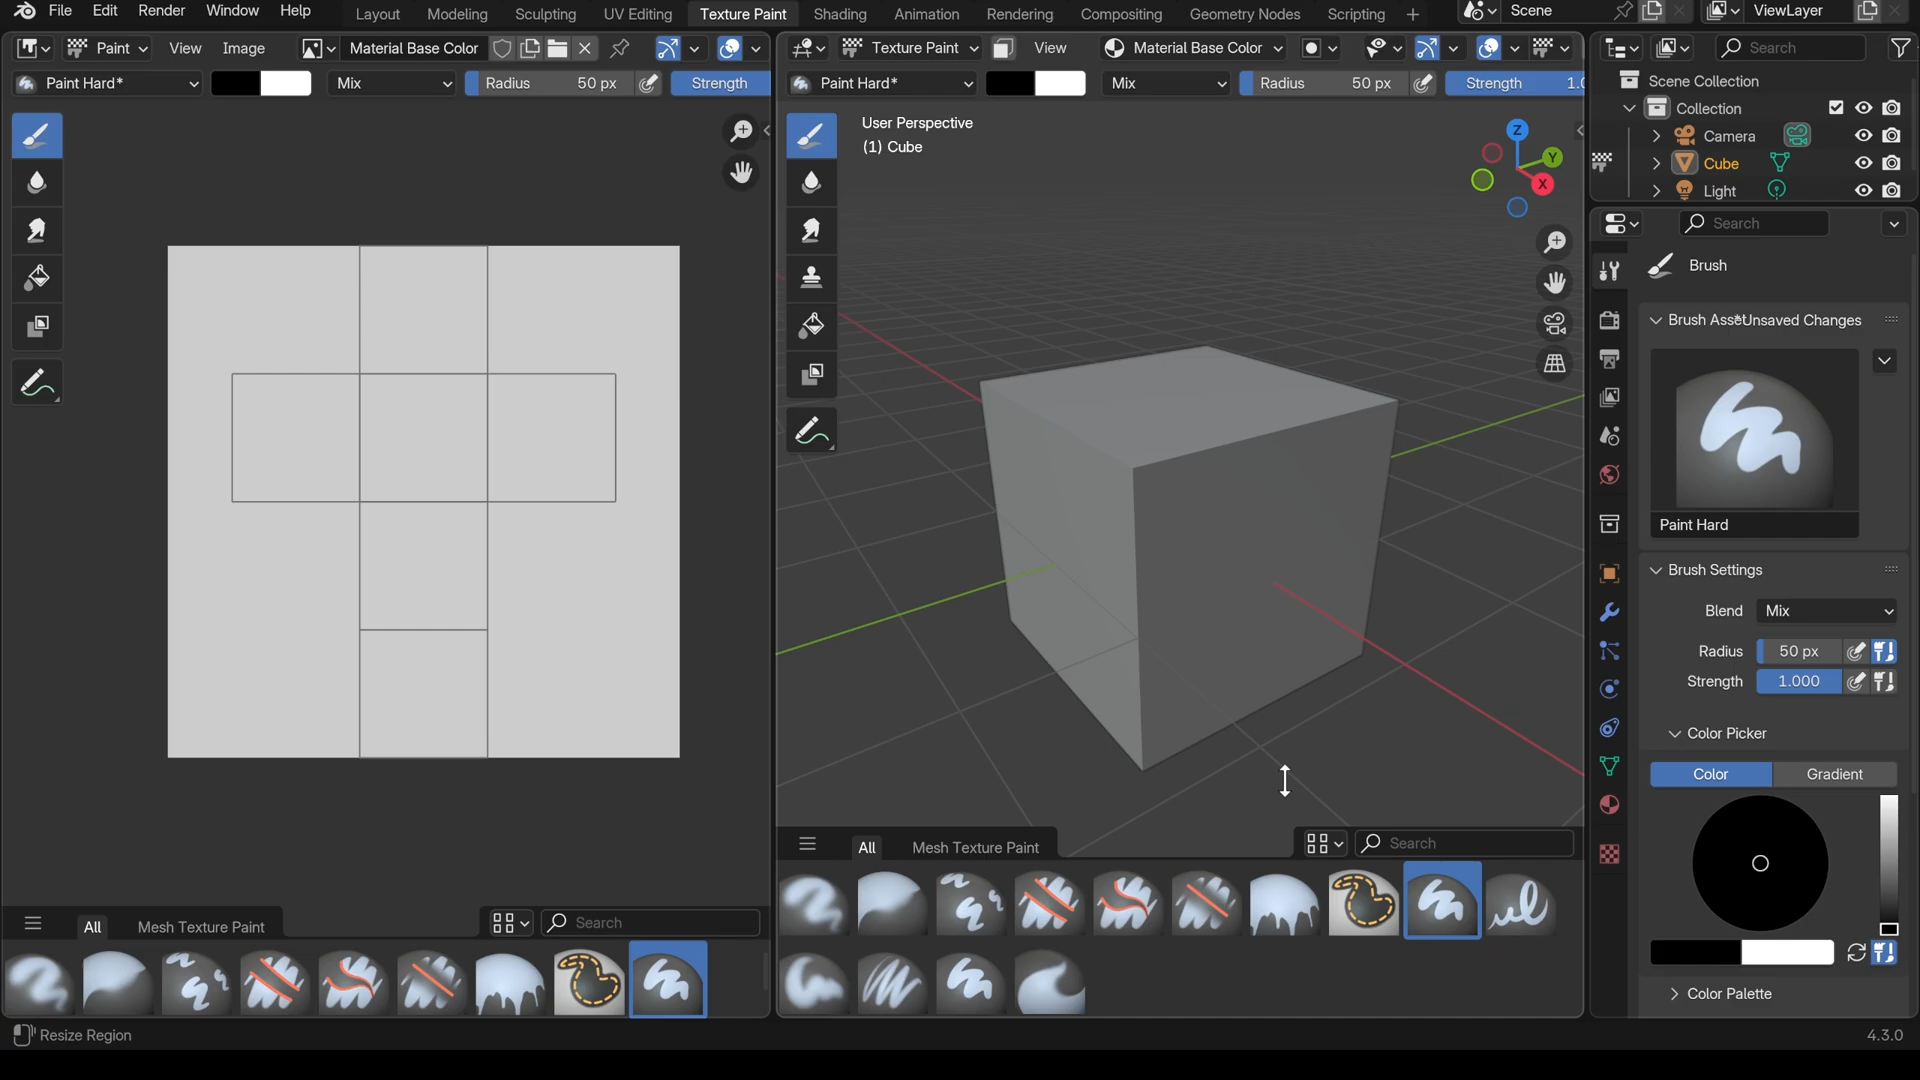 File Edit Render Window Help Layout Modeling Sculpting UV Editing Texture Paint Shading Animation Rendering Compositing Geometry Nodes Scripting + Scene ViewLayer
Paint View Image Material Base Color Texture Paint View Material Base Color Search
Paint Hard* Mix Radius 50 px Strength Paint Hard* Mix Radius 50 px Strength 1.0
Scene Collection
Collection
Camera
Cube
Light
User Perspective
(1) Cube
Z
Y
X
Search
Brush
Brush Asset *Unsaved Changes
Paint Hard
Brush Settings
Blend Mix
Radius 50 px
Strength 1.000
Color Picker
Color Gradient
Color Palette
All Mesh Texture Paint Search
All Mesh Texture Paint Search
Resize Region
4.3.0